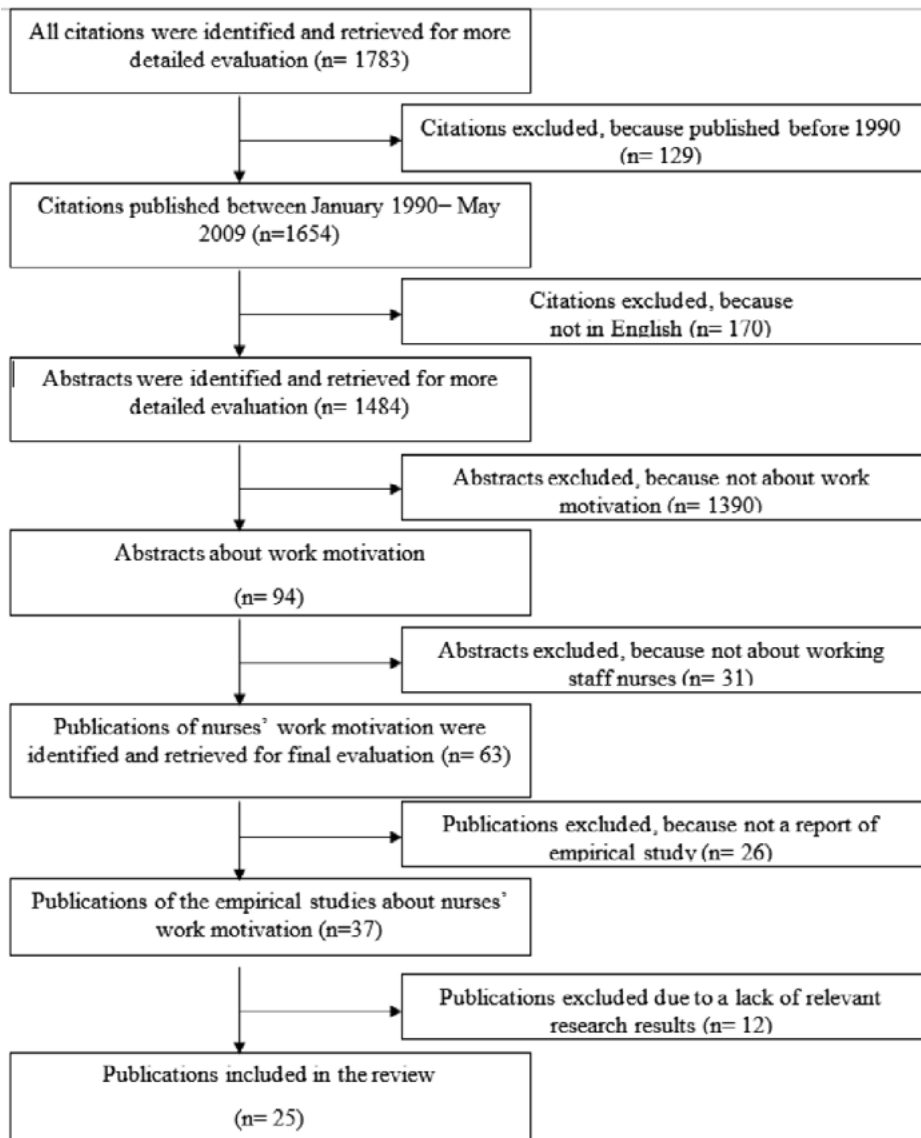 All citations were identified and retrieved for more
detailed evaluation (n= 1783)
Citations excluded, because published before 1990
(n= 129)
Citations published between January 1990– May
2009 (n=1654)
Citations excluded, because
not in English (n= 170)
Abstracts were identified and retrieved for more
detailed evaluation (n= 1484)
Abstracts excluded, because not about work
motivation (n= 1390)
Abstracts about work motivation
(n= 94)
Abstracts excluded, because not about working
staff nurses (n= 31)
Publications of nurses’ work motivation were
identified and retrieved for final evaluation (n= 63)
Publications excluded, because not a report of
empirical study (n= 26)
Publications of the empirical studies about nurses’
work motivation (n=37)
Publications excluded due to a lack of relevant
research results (n= 12)
Publications included in the review
(n= 25)